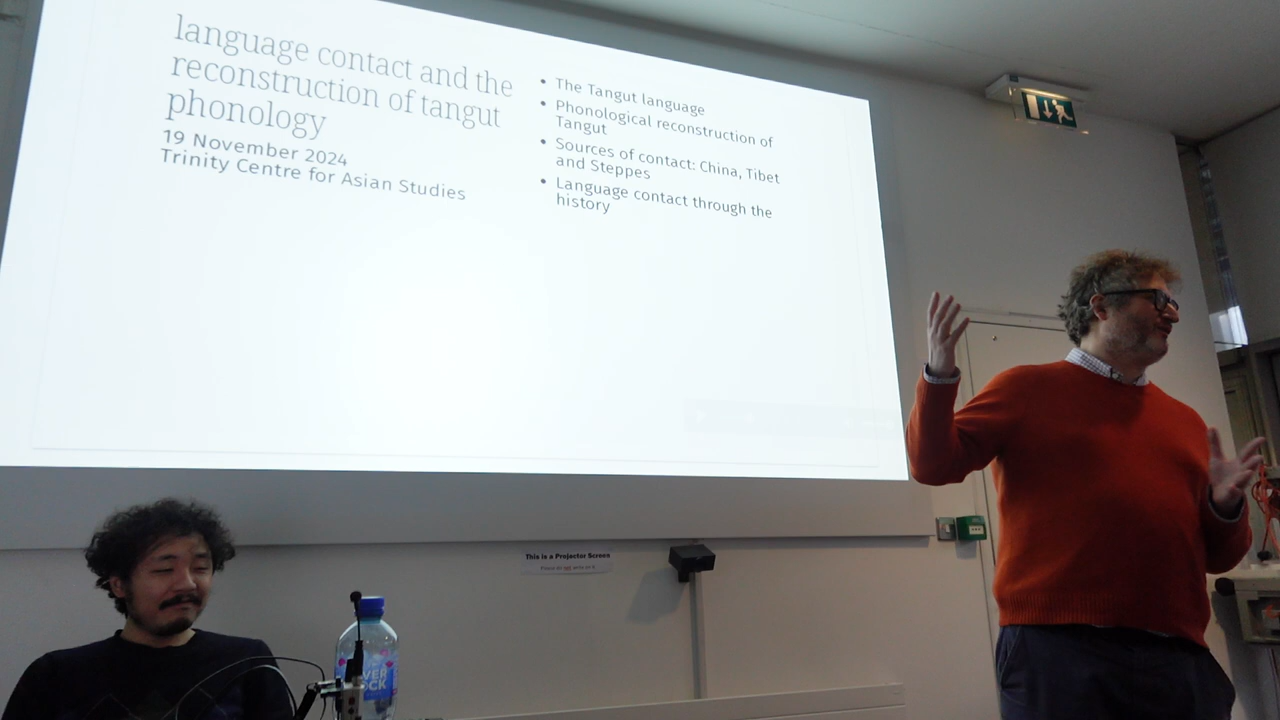 language contact and the
reconstruction of tangut
phonology
19 November 2024
Trinity Centre for Asian Studies
• The Tangut language
• Phonological reconstruction of
Tangut
• Sources of contact: China, Tibet
and Steppes
• Language contact through the
history
This is a Projector Screen